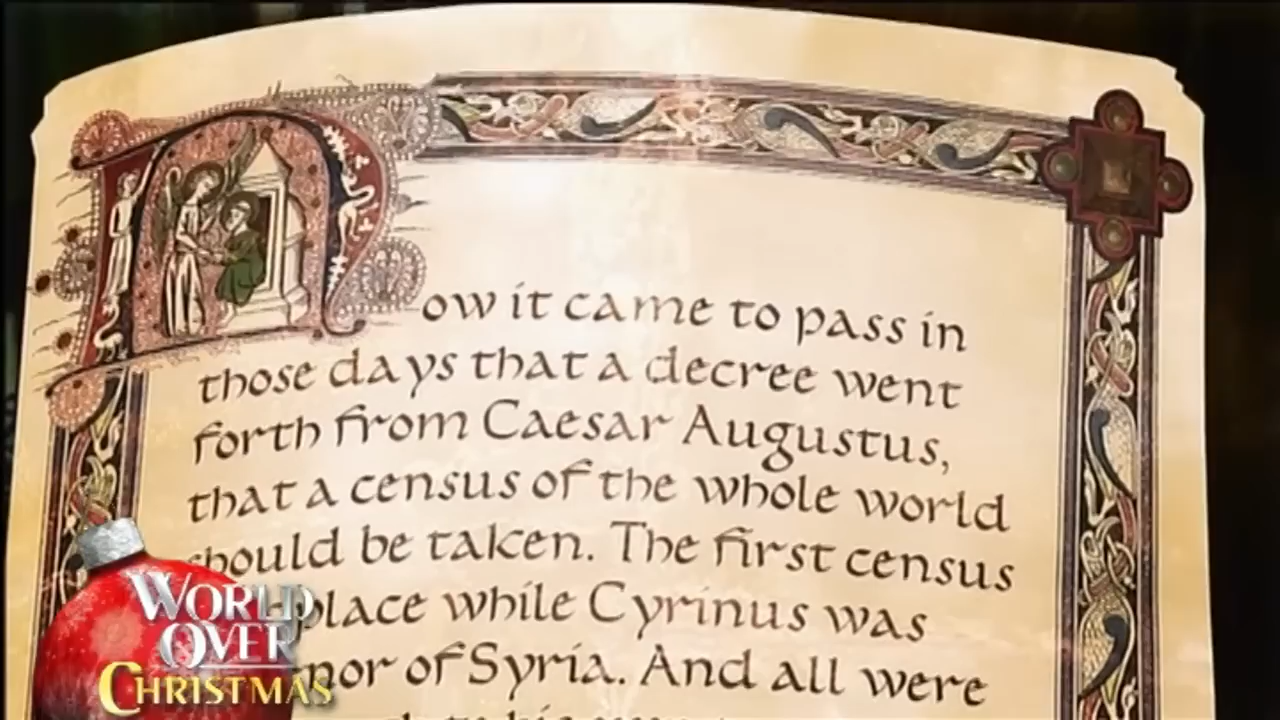 Now it came to pass in
those days that a decree went
forth from Caesar Augustus,
that a census of the whole world
should be taken. The first census
place while Cyrinus was
nor of Syria. And all were
WORLD
OVER
CHRISTMAS